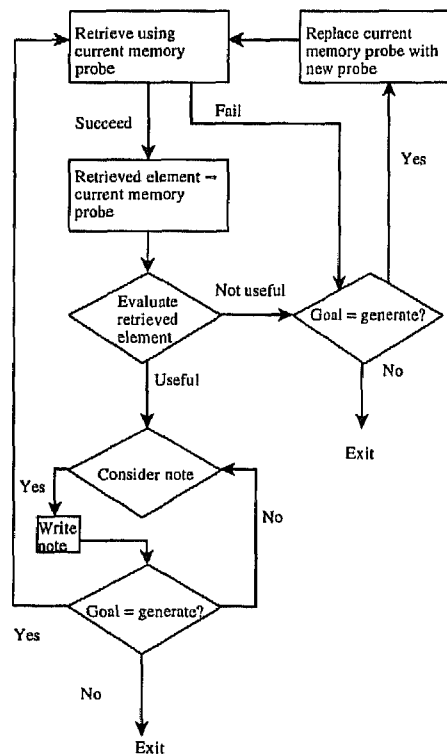 Retrieve using
current memory
probe
Replace current
memory probe with
new probe
Succeed
Fail
Yes
Retrieved element →
current memory
probe
Evaluate
retrieved
element
Not useful
Goal = generate?
No
Exit
Useful
Consider note
Yes
No
Write
note
Goal = generate?
Yes
No
Exit